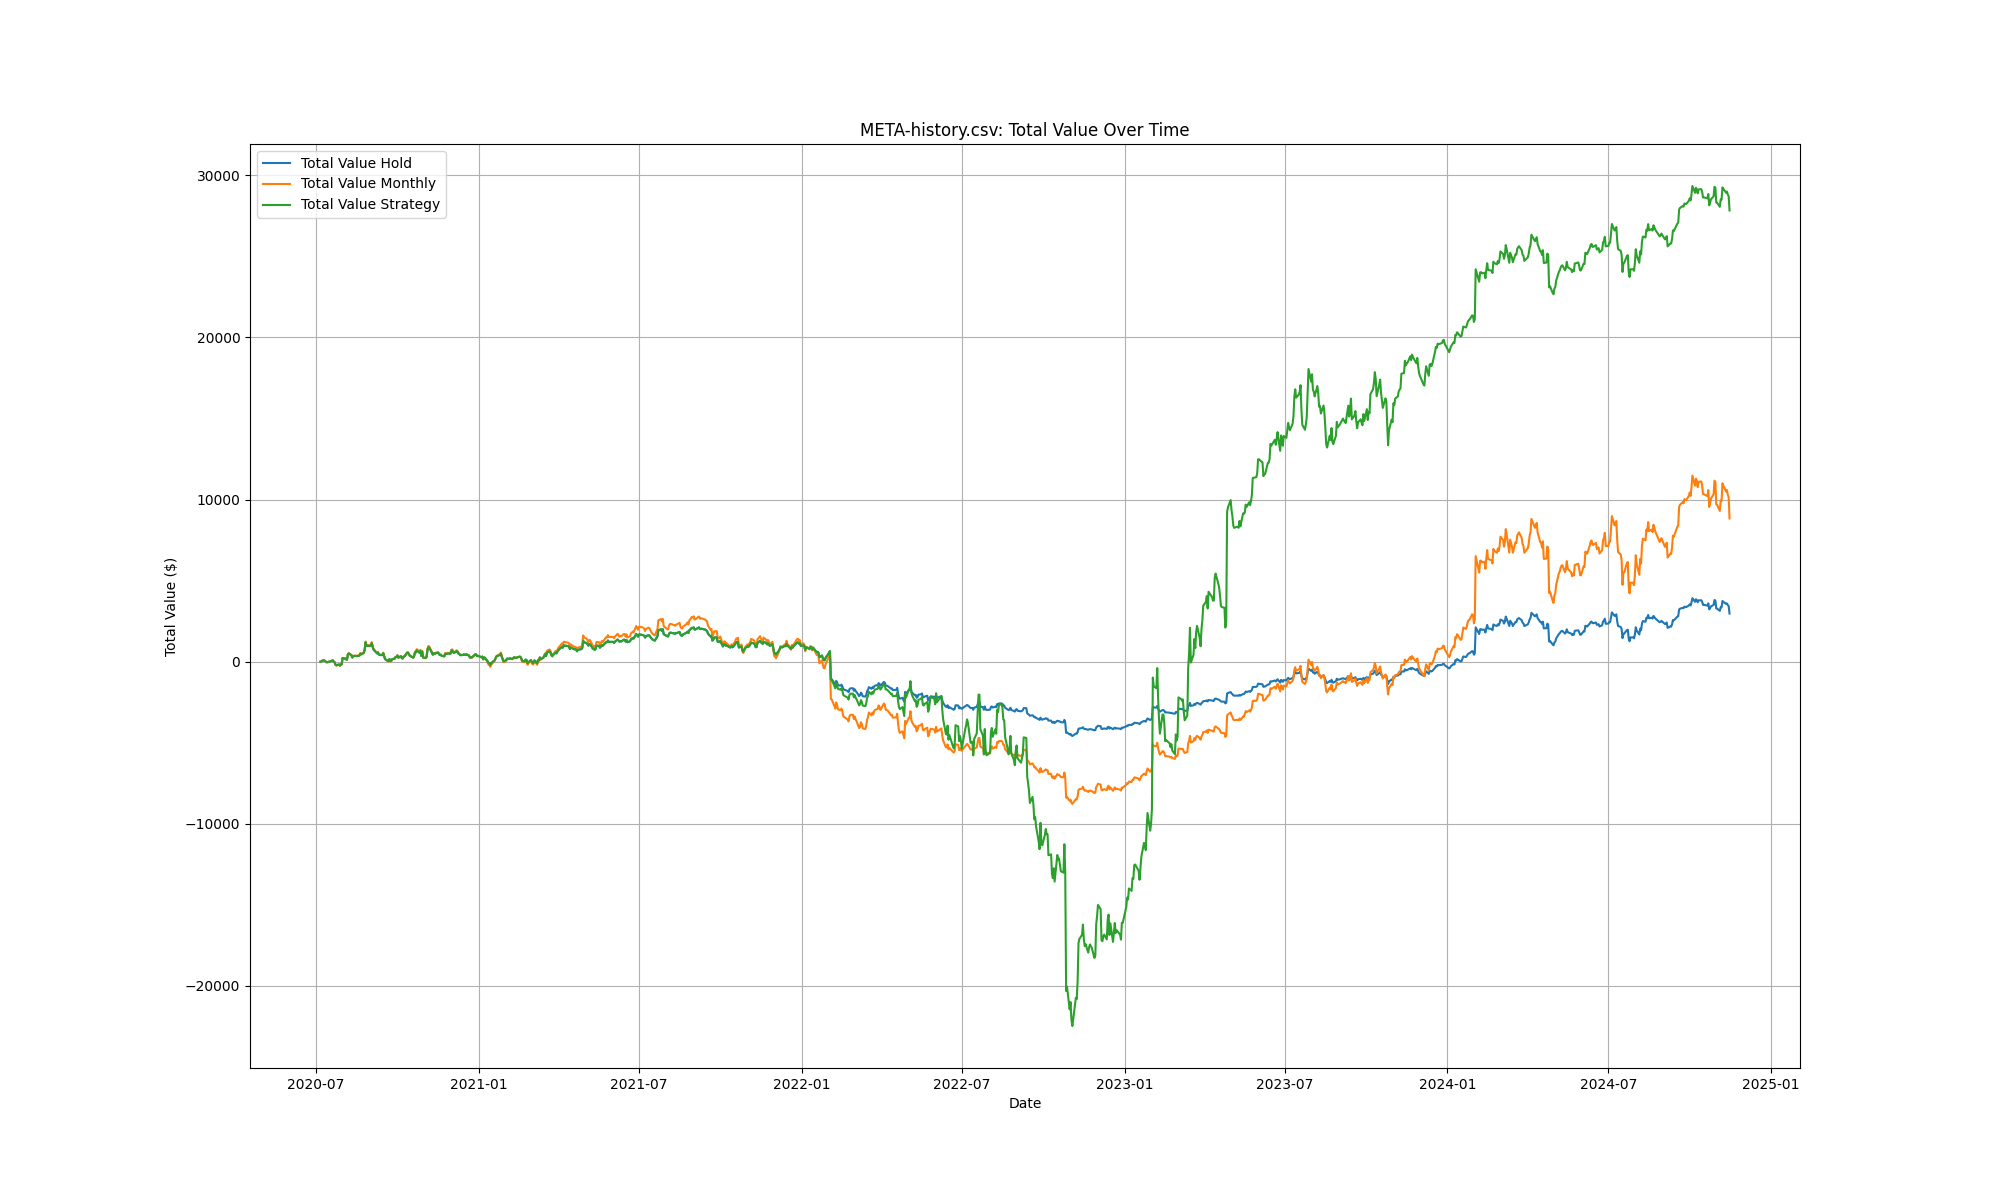 META-history.csv: Total Value Over Time
Total Value Hold
Total Value Monthly
Total Value Strategy
30000
20000
10000
0
−10000
−20000
Total Value ($)
2020-07
2021-01
2021-07
2022-01
2022-07
2023-01
2023-07
2024-01
2024-07
2025-01
Date